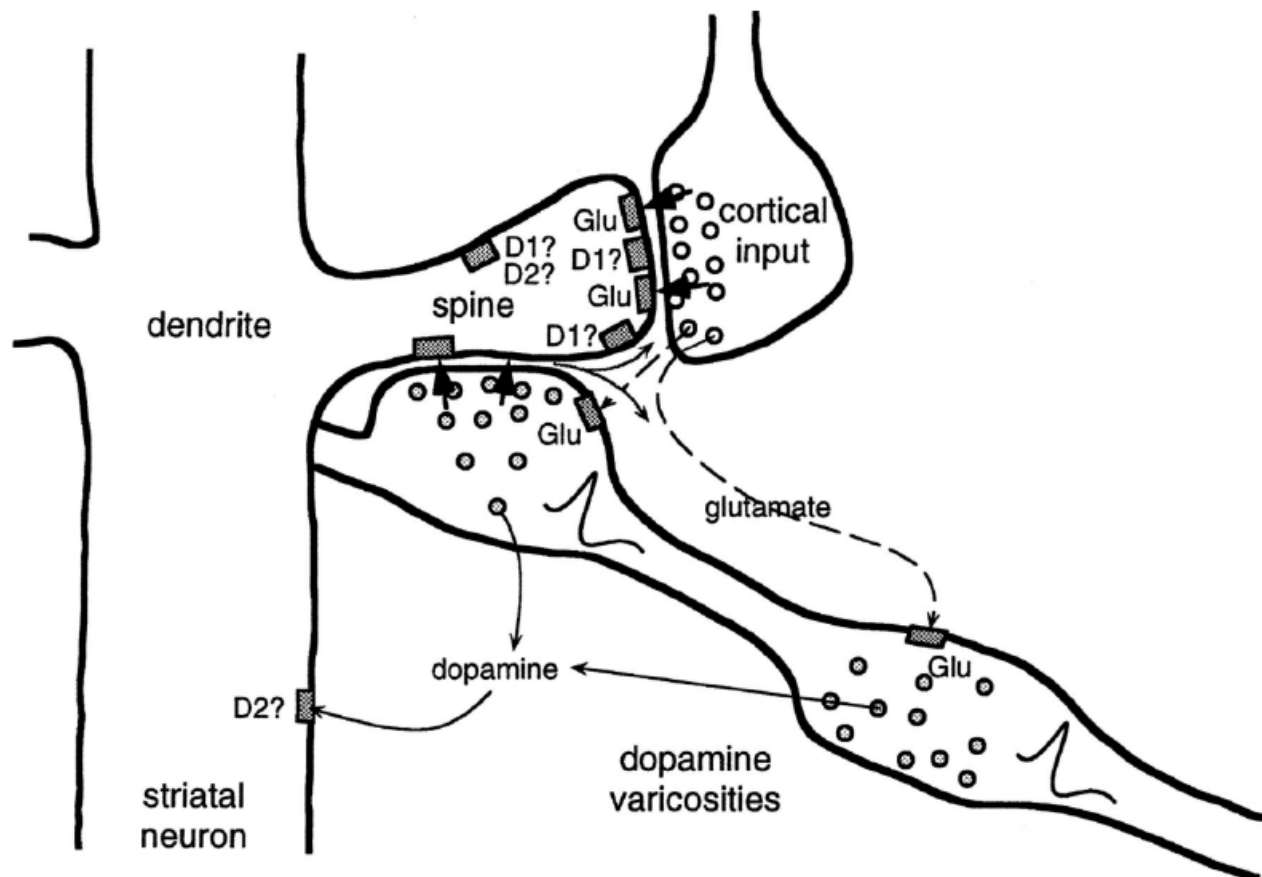 Glu
cortical
input
D1?
D2?
D1?
Glu
spine
dendrite
D1?
Glu
glutamate
Glu
dopamine
D2?
dopamine
varicosities
striatal
neuron